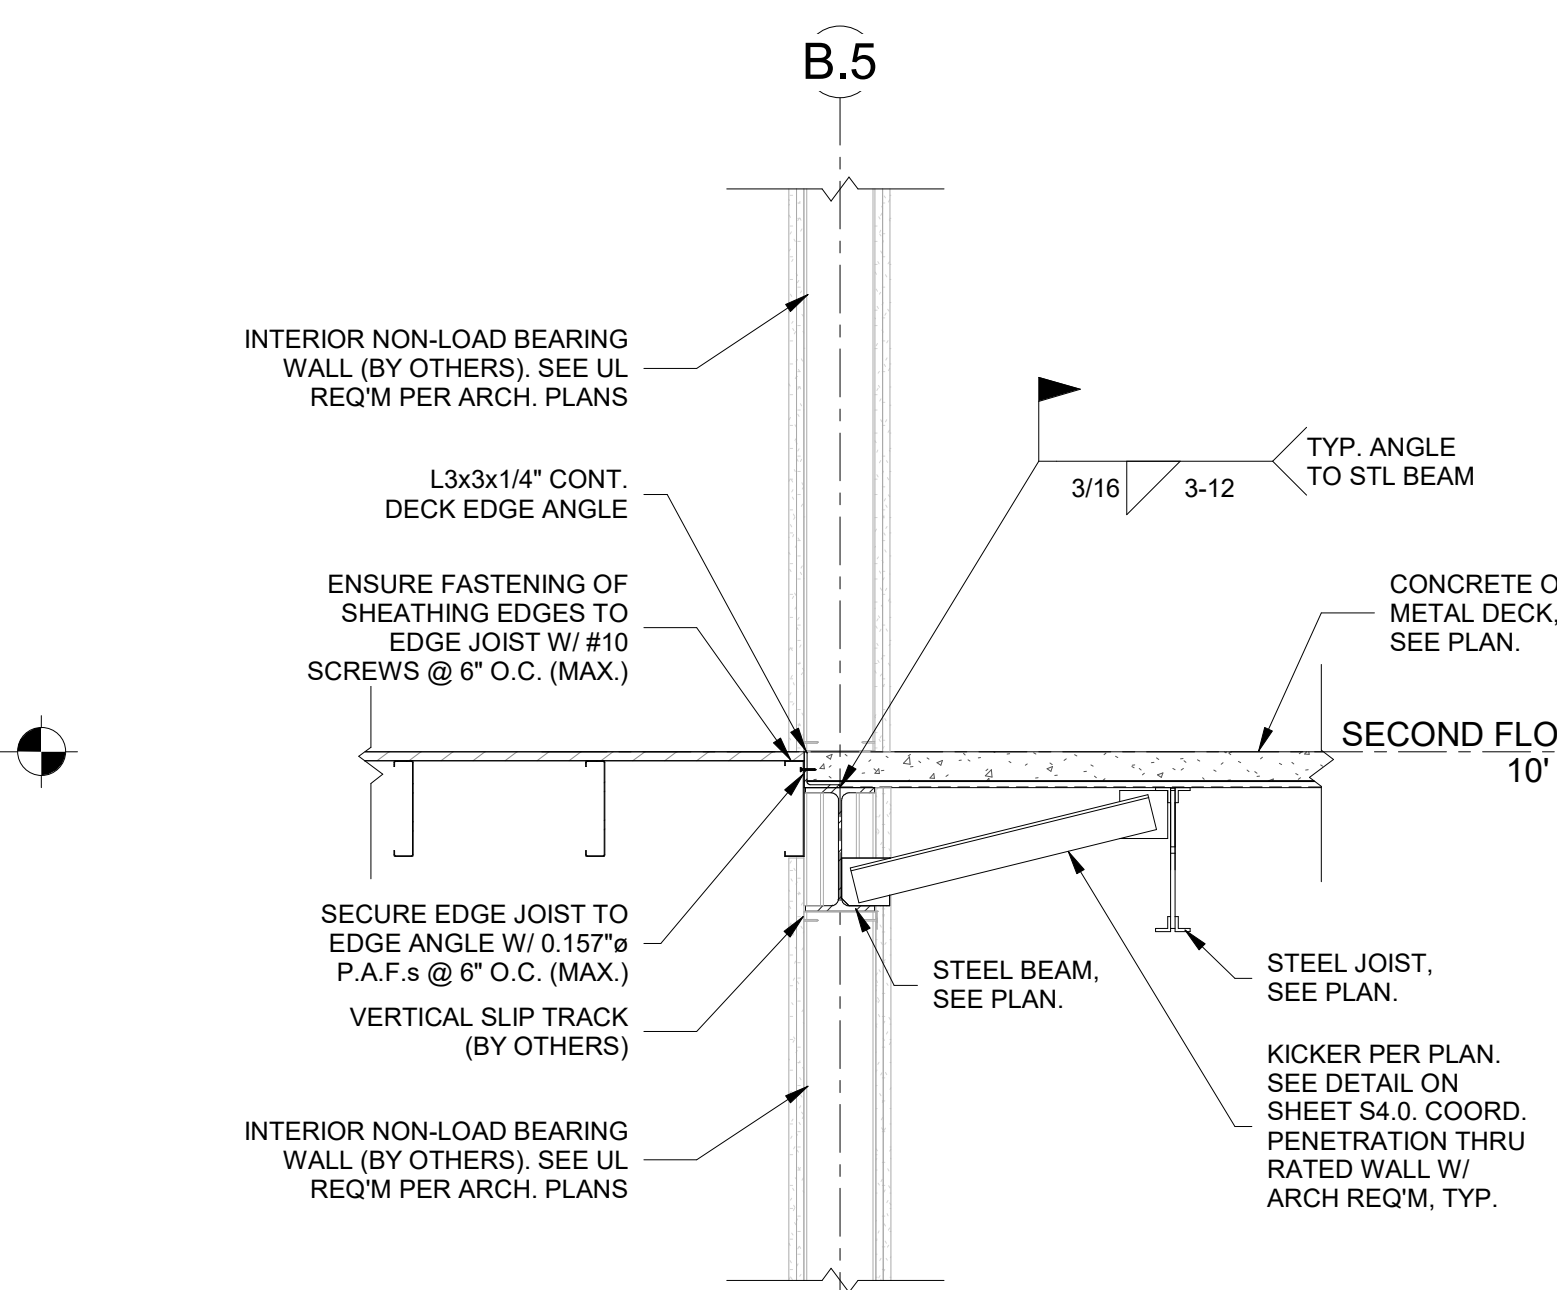 B.5
INTERIOR NON-LOAD BEARING
WALL (BY OTHERS). SEE UL
REQ'M PER ARCH. PLANS
L3x3x1/4" CONT.
DECK EDGE ANGLE
3/16
3-12
TYP. ANGLE
TO STL BEAM
ENSURE FASTENING OF
SHEATHING EDGES TO
EDGE JOIST W/ #10
SCREWS @ 6" O.C. (MAX.)
CONCRETE
METAL DECK,
SEE PLAN.
SECOND
10'
SECURE EDGE JOIST TO
EDGE ANGLE W/ 0.157"ø
P.A.F.s @ 6" O.C. (MAX.)
VERTICAL SLIP TRACK
(BY OTHERS)
STEEL BEAM,
SEE PLAN.
STEEL JOIST,
SEE PLAN.
KICKER PER PLAN.
SEE DETAIL ON
SHEET S4.0. COORD.
PENETRATION THRU
RATED WALL W/
ARCH REQ'M, TYP.
INTERIOR NON-LOAD BEARING
WALL (BY OTHERS). SEE UL
REQ'M PER ARCH. PLANS